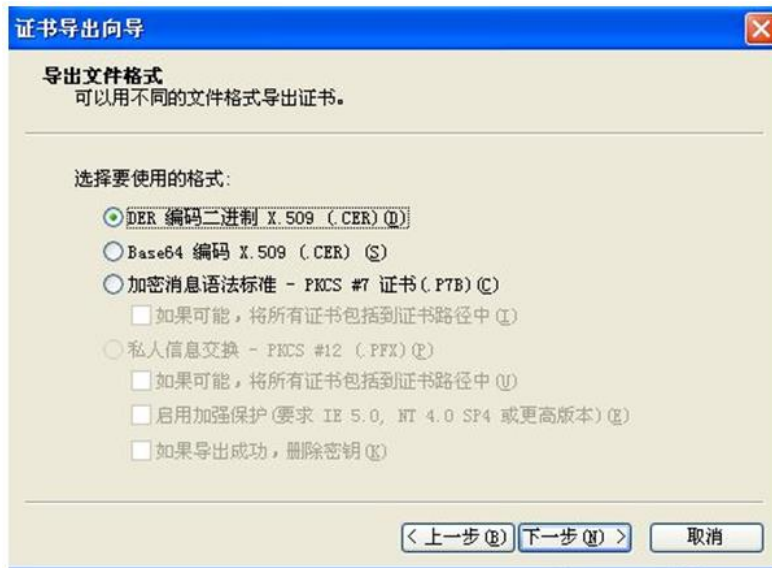 证书导出向导
导出文件格式
可以用不同的文件格式导出证书。
选择要使用的格式:
DER 编码二进制 X.509 (.CER)(D)
Base64 编码 X.509 (.CER) (S)
加密消息语法标准 - PKCS #7 证书(.P7B)(C)
如果可能，将所有证书包括到证书路径中(I)
私人信息交换 - PKCS #12 (.PFX)(P)
如果可能，将所有证书包括到证书路径中(U)
启用加强保护(要求 IE 5.0, NT 4.0 SP4 或更高版本)(E)
如果导出成功，删除密钥(K)
< 上一步(B) 下一步(N) > 取消